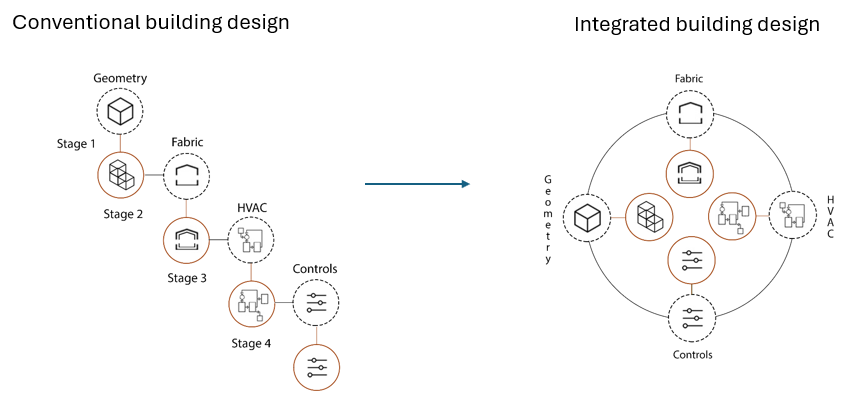 Conventional building design
Integrated building design
Geometry
Stage 1
Fabric
Stage 2
HVAC
Stage 3
Controls
Stage 4
Fabric
Geometry
HVAC
Controls